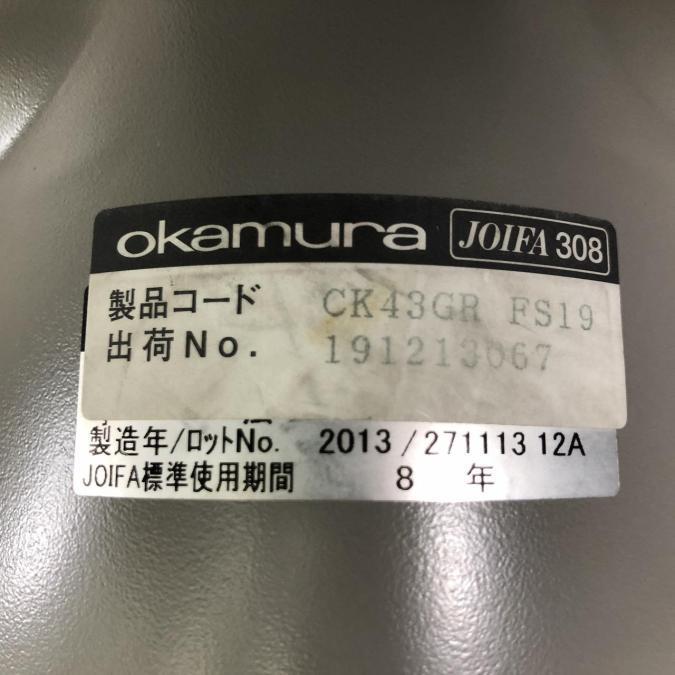 okamura JOIFA 308
製品コード CK43GR FS19
出荷No. 191213067
製造年/ロットNo. 2013/271113 12A
JOIFA標準使用期間 8 年